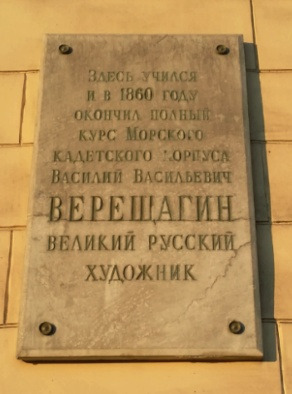 Здесь учился
и в 1860 году
окончил полный
курс Морского
кадетского корпуса
Василий Васильевич
ВЕРЕЩАГИН
великий русский
художник